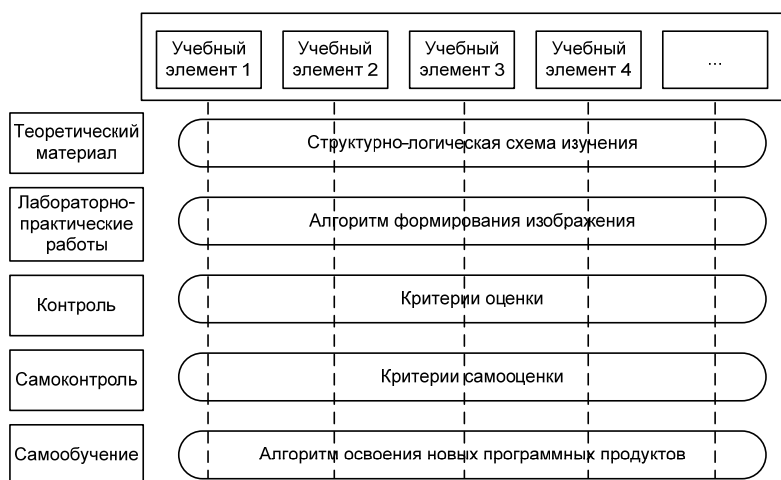 Учебный
элемент 1
Учебный
элемент 2
Учебный
элемент 3
Учебный
элемент 4
...
Теоретический
материал
Структурно-логическая схема изучения
Лабораторно-
практические
работы
Алгоритм формирования изображения
Контроль
Критерии оценки
Самоконтроль
Критерии самооценки
Самообучение
Алгоритм освоения новых программных продуктов